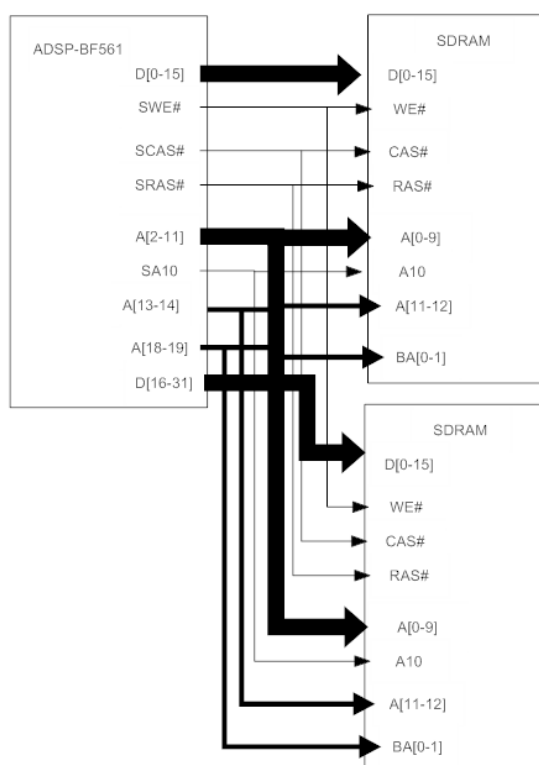 ADSP-BF561
D[0-15]
SWE#
SCAS#
SRAS#
A[2-11]
SA10
A[13-14]
A[18-19]
D[16-31]
SDRAM
D[0-15]
WE#
CAS#
RAS#
A[0-9]
A10
A[11-12]
BA[0-1]
SDRAM
D[0-15]
WE#
CAS#
RAS#
A[0-9]
A10
A[11-12]
BA[0-1]